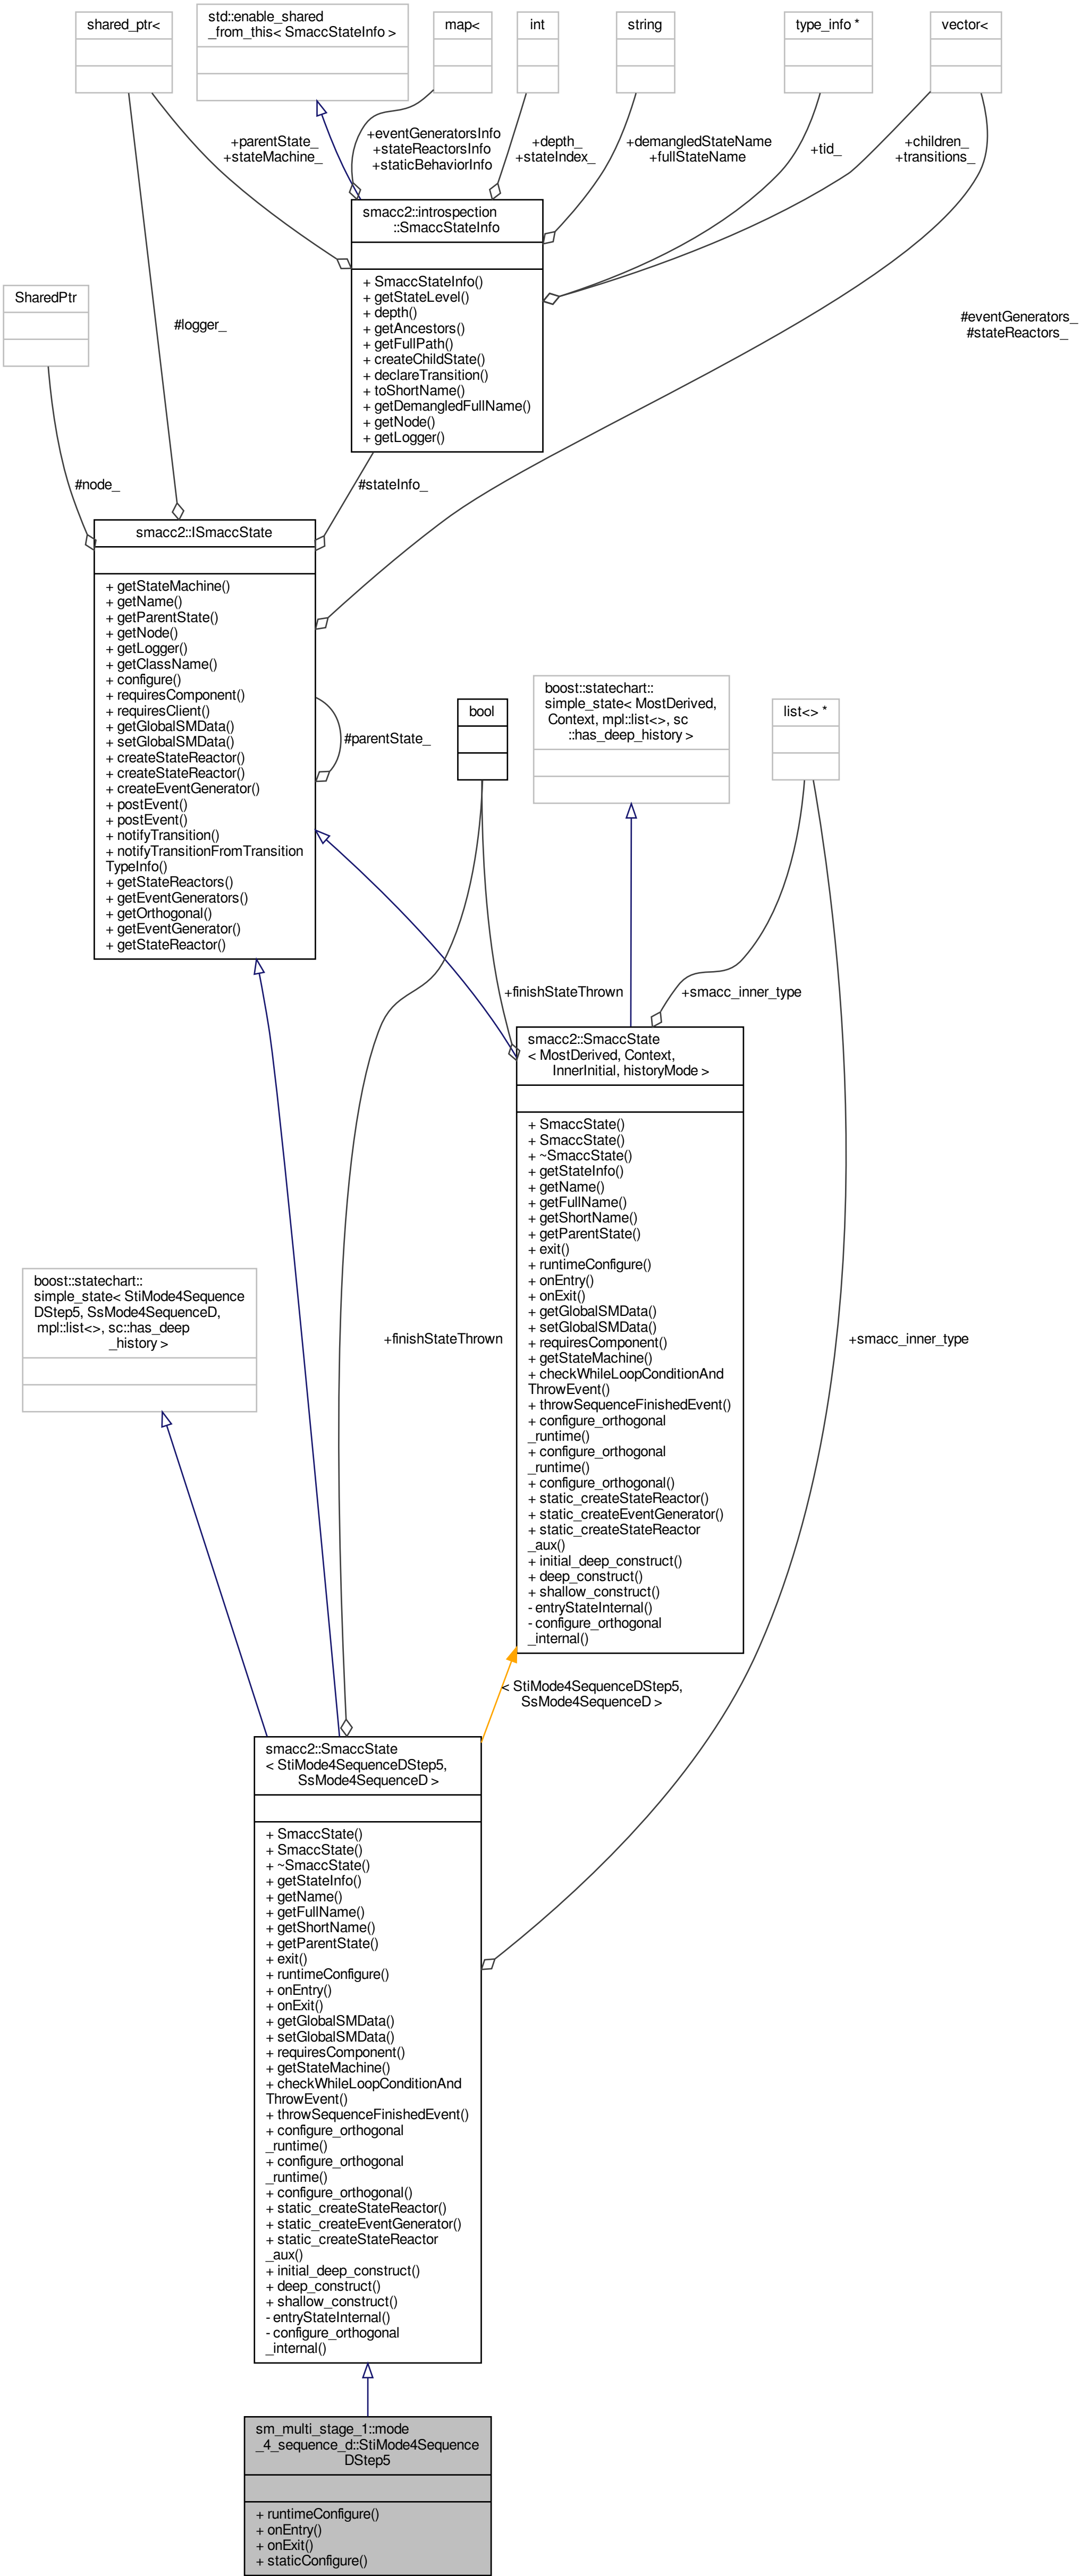 shared_ptr<
std::enable_shared
_from_this< SmaccStateInfo >
map<
int
string
type_info *
vector<
+parentState_
+stateMachine_
+eventGeneratorsInfo
+stateReactorsInfo
+staticBehaviorInfo
+depth_
+stateIndex_
+demangledStateName
+fullStateName
+tid_
+children_
+transitions_
smacc2::introspection
::SmaccStateInfo
+ SmaccStateInfo()
+ getStateLevel()
+ depth()
+ getAncestors()
+ getFullPath()
+ createChildState()
+ declareTransition()
+ toShortName()
+ getDemangledFullName()
+ getNode()
+ getLogger()
SharedPtr
#logger_
#eventGenerators_
#stateReactors_
#node_
#stateInfo_
smacc2::ISmaccState
+ getStateMachine()
+ getName()
+ getParentState()
+ getNode()
+ getLogger()
+ getClassName()
+ configure()
+ requiresComponent()
+ requiresClient()
+ getGlobalSMData()
+ setGlobalSMData()
+ createStateReactor()
+ createStateReactor()
+ createEventGenerator()
+ postEvent()
+ postEvent()
+ notifyTransition()
+ notifyTransitionFromTransition
TypeInfo()
+ getStateReactors()
+ getEventGenerators()
+ getOrthogonal()
+ getEventGenerator()
+ getStateReactor()
#parentState_
bool
boost::statechart::
simple_state< MostDerived,
Context, mpl::list<>, sc
::has_deep_history >
list<> *
+finishStateThrown
+smacc_inner_type
smacc2::SmaccState
< MostDerived, Context,
InnerInitial, historyMode >
+ SmaccState()
+ SmaccState()
+ ~SmaccState()
+ getStateInfo()
+ getName()
+ getFullName()
+ getShortName()
+ getParentState()
+ exit()
+ runtimeConfigure()
+ onEntry()
+ onExit()
+ getGlobalSMData()
+ setGlobalSMData()
+ requiresComponent()
+ getStateMachine()
+ checkWhileLoopConditionAnd
ThrowEvent()
+ throwSequenceFinishedEvent()
+ configure_orthogonal
_runtime()
+ configure_orthogonal
_runtime()
+ configure_orthogonal()
+ static_createStateReactor()
+ static_createEventGenerator()
+ static_createStateReactor
_aux()
+ initial_deep_construct()
+ deep_construct()
+ shallow_construct()
- entryStateInternal()
- configure_orthogonal
_internal()
boost::statechart::
simple_state< StiMode4Sequence
DStep5, SsMode4SequenceD,
mpl::list<>, sc::has_deep
_history >
+finishStateThrown
+smacc_inner_type
< StiMode4SequenceDStep5,
SsMode4SequenceD >
smacc2::SmaccState
< StiMode4SequenceDStep5,
SsMode4SequenceD >
+ SmaccState()
+ SmaccState()
+ ~SmaccState()
+ getStateInfo()
+ getName()
+ getFullName()
+ getShortName()
+ getParentState()
+ exit()
+ runtimeConfigure()
+ onEntry()
+ onExit()
+ getGlobalSMData()
+ setGlobalSMData()
+ requiresComponent()
+ getStateMachine()
+ checkWhileLoopConditionAnd
ThrowEvent()
+ throwSequenceFinishedEvent()
+ configure_orthogonal
_runtime()
+ configure_orthogonal
_runtime()
+ configure_orthogonal()
+ static_createStateReactor()
+ static_createEventGenerator()
+ static_createStateReactor
_aux()
+ initial_deep_construct()
+ deep_construct()
+ shallow_construct()
- entryStateInternal()
- configure_orthogonal
_internal()
sm_multi_stage_1::mode
_4_sequence_d::StiMode4Sequence
DStep5
+ runtimeConfigure()
+ onEntry()
+ onExit()
+ staticConfigure()